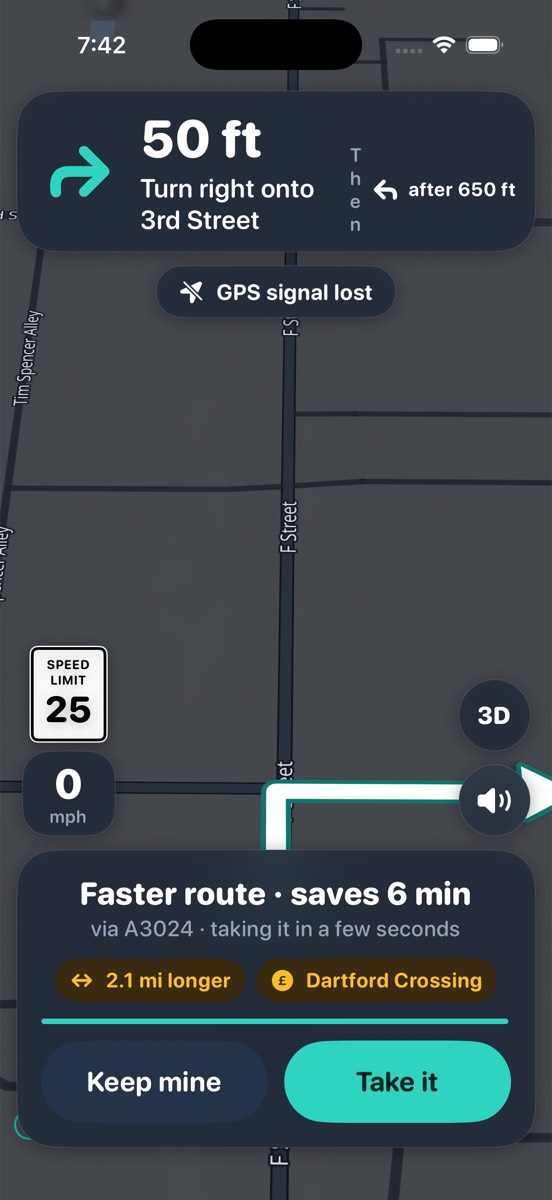 7:42
50 ft
Turn right onto
3rd Street
Then
after 650 ft
GPS signal lost
Tim Spencer Alley
F S
F Street
SPEED
LIMIT
25
3D
0
mph
eet
Faster route · saves 6 min
via A3024 · taking it in a few seconds
2.1 mi longer
£ Dartford Crossing
Keep mine
Take it